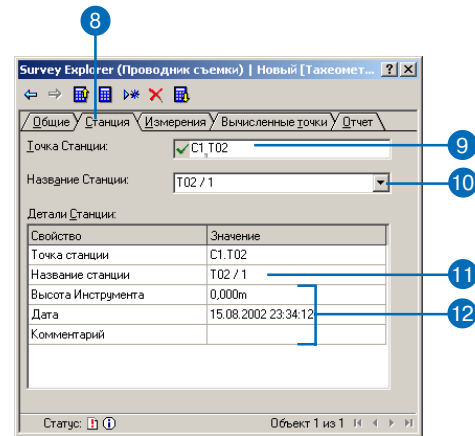 8
Survey Explorer (Проводник съемки) | Новый [Тахеомет...
Общие Станция Измерения Вычисленные точки Отчет
Точка Станции: C1,T02 9
Название Станции: T02 / 1 10
Детали Станции:
Свойство Значение
Точка станции C1.T02
Название станции T02 / 1 11
Высота Инструмента 0,000m
Дата 15.08.2002 23:34:12 12
Комментарий
Статус: Объект 1 из 1